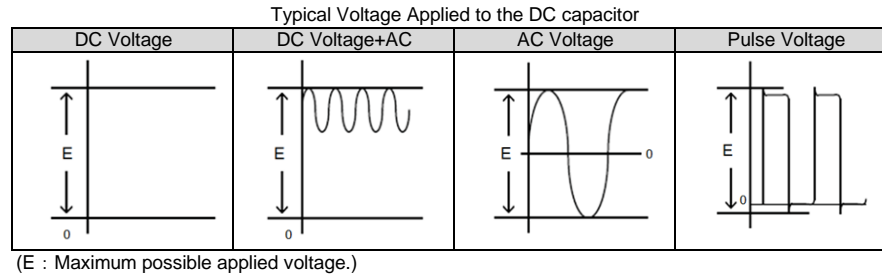 Typical Voltage Applied to the DC capacitor
DC Voltage DC Voltage+AC AC Voltage Pulse Voltage
E E E 0 E
0 0 0
(E：Maximum possible applied voltage.)